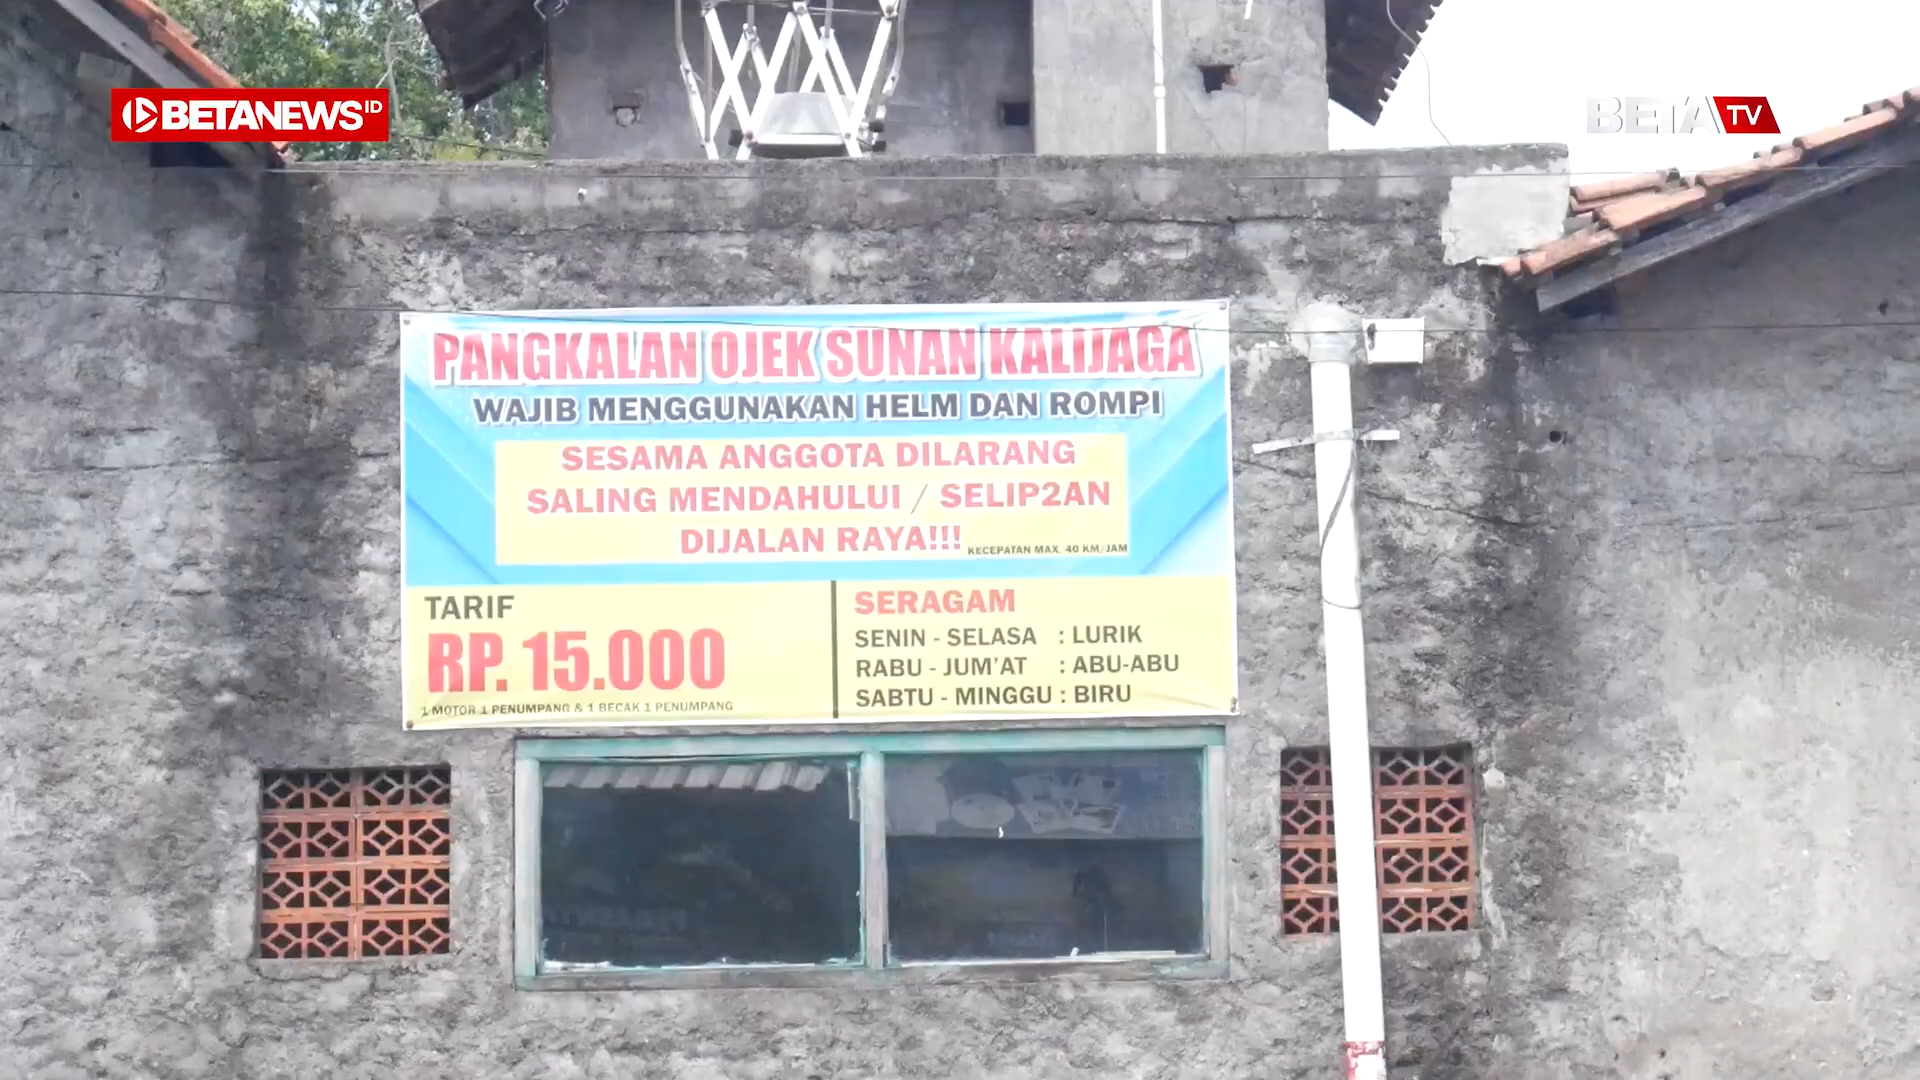 BETANEWS ID
BETA TV
PANGKALAN OJEK SUNAN KALIJAGA
WAJIB MENGGUNAKAN HELM DAN ROMPI
SESAMA ANGGOTA DILARANG
SALING MENDAHULUI / SELIP2AN
DIJALAN RAYA!!! KECEPATAN MAX. 40 KM/JAM
TARIF
RP. 15.000
1 MOTOR 1 PENUMPANG & 1 BECAK 1 PENUMPANG
SERAGAM
SENIN - SELASA : LURIK
RABU - JUM'AT : ABU-ABU
SABTU - MINGGU : BIRU